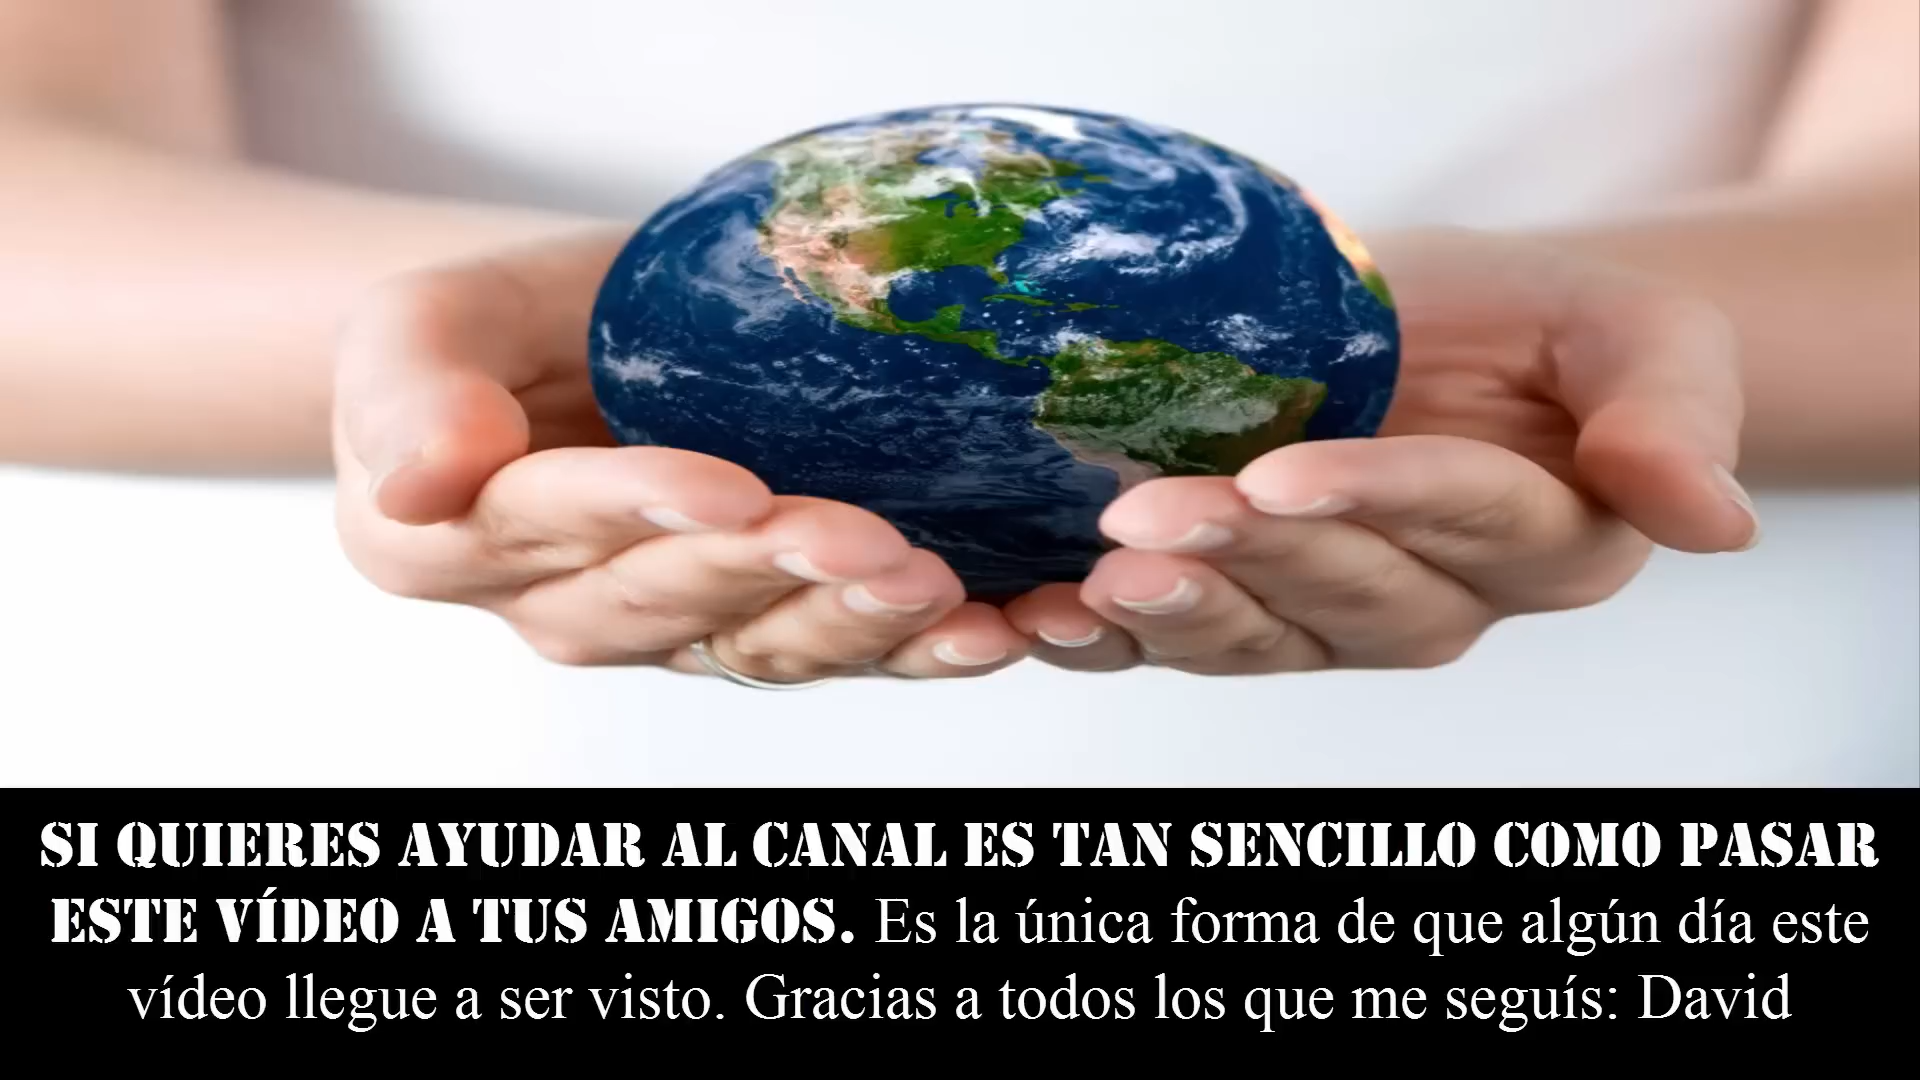 SI QUIERES AYUDAR AL CANAL ES TAN SENCILLO COMO PASAR
ESTE VÍDEO A TUS AMIGOS. Es la única forma de que algún día este
vídeo llegue a ser visto. Gracias a todos los que me seguís: David